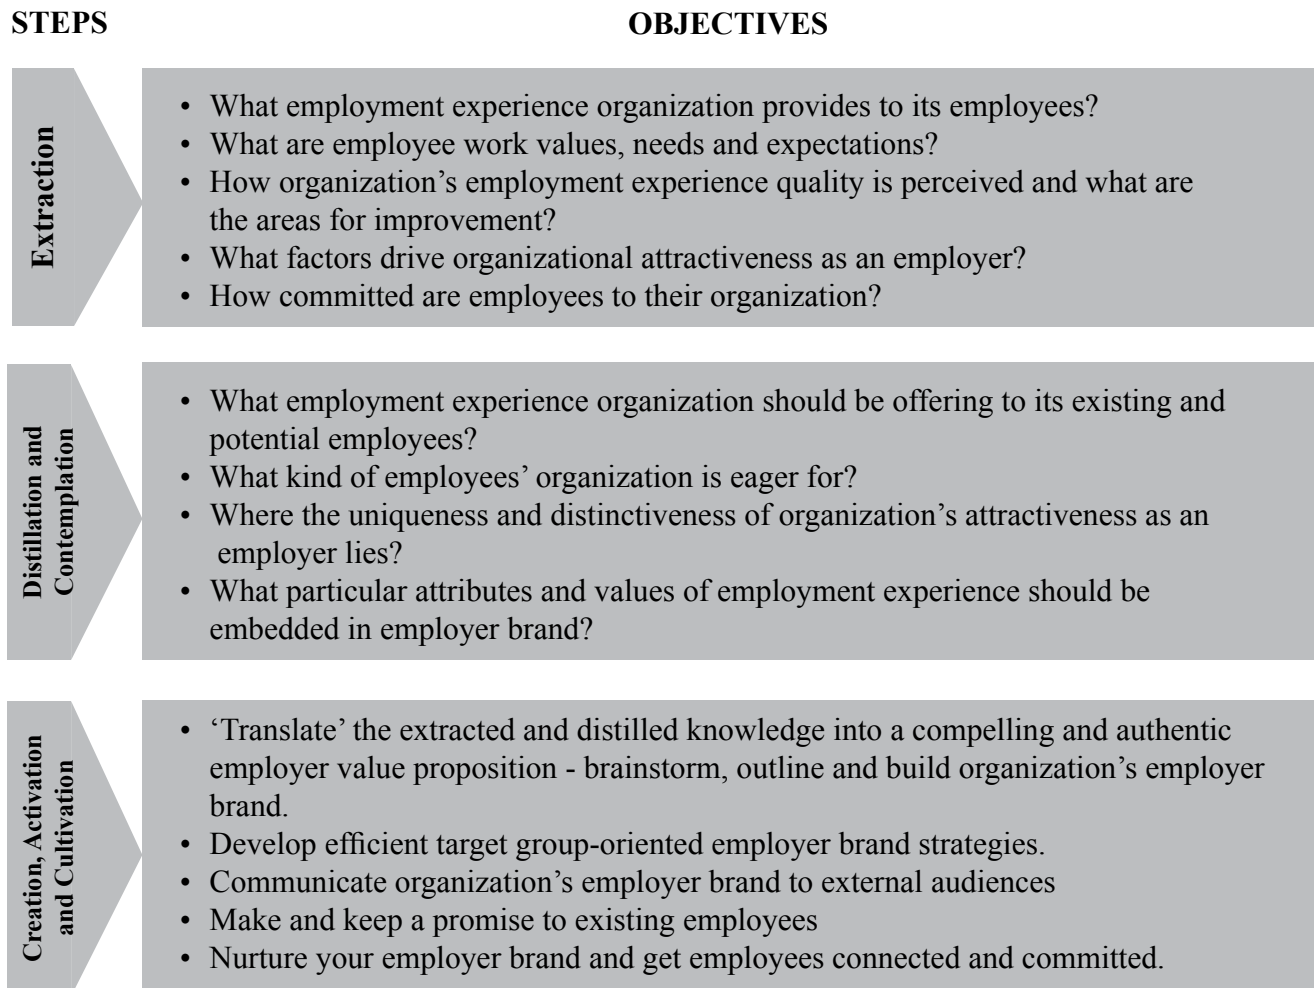 STEPS
OBJECTIVES
Extraction
• What employment experience organization provides to its employees?
• What are employee work values, needs and expectations?
• How organization’s employment experience quality is perceived and what are
the areas for improvement?
• What factors drive organizational attractiveness as an employer?
• How committed are employees to their organization?
Distillation and
Contemplation
• What employment experience organization should be offering to its existing and
potential employees?
• What kind of employees’ organization is eager for?
• Where the uniqueness and distinctiveness of organization’s attractiveness as an
employer lies?
• What particular attributes and values of employment experience should be
embedded in employer brand?
Creation, Activation
and Cultivation
• ‘Translate’ the extracted and distilled knowledge into a compelling and authentic
employer value proposition - brainstorm, outline and build organization’s employer
brand.
• Develop efficient target group-oriented employer brand strategies.
• Communicate organization’s employer brand to external audiences
• Make and keep a promise to existing employees
• Nurture your employer brand and get employees connected and committed.